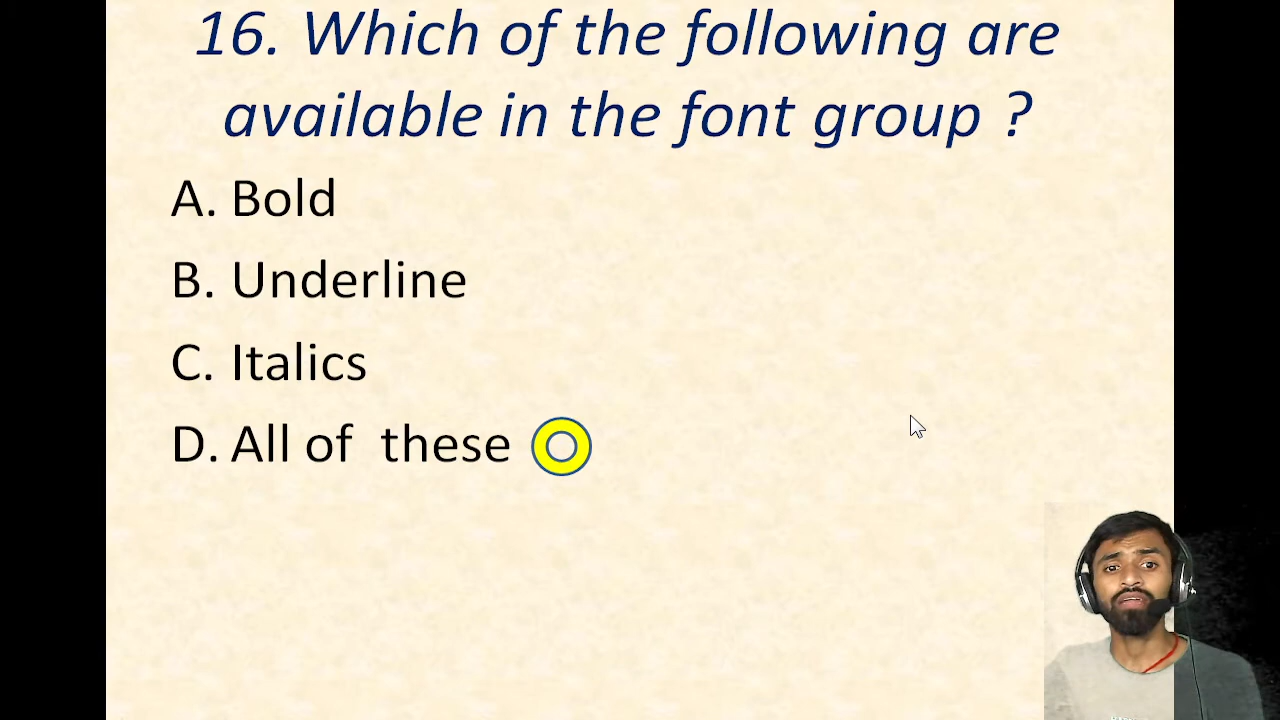 16. Which of the following are
available in the font group ?
A. Bold
B. Underline
C. Italics
D. All of these